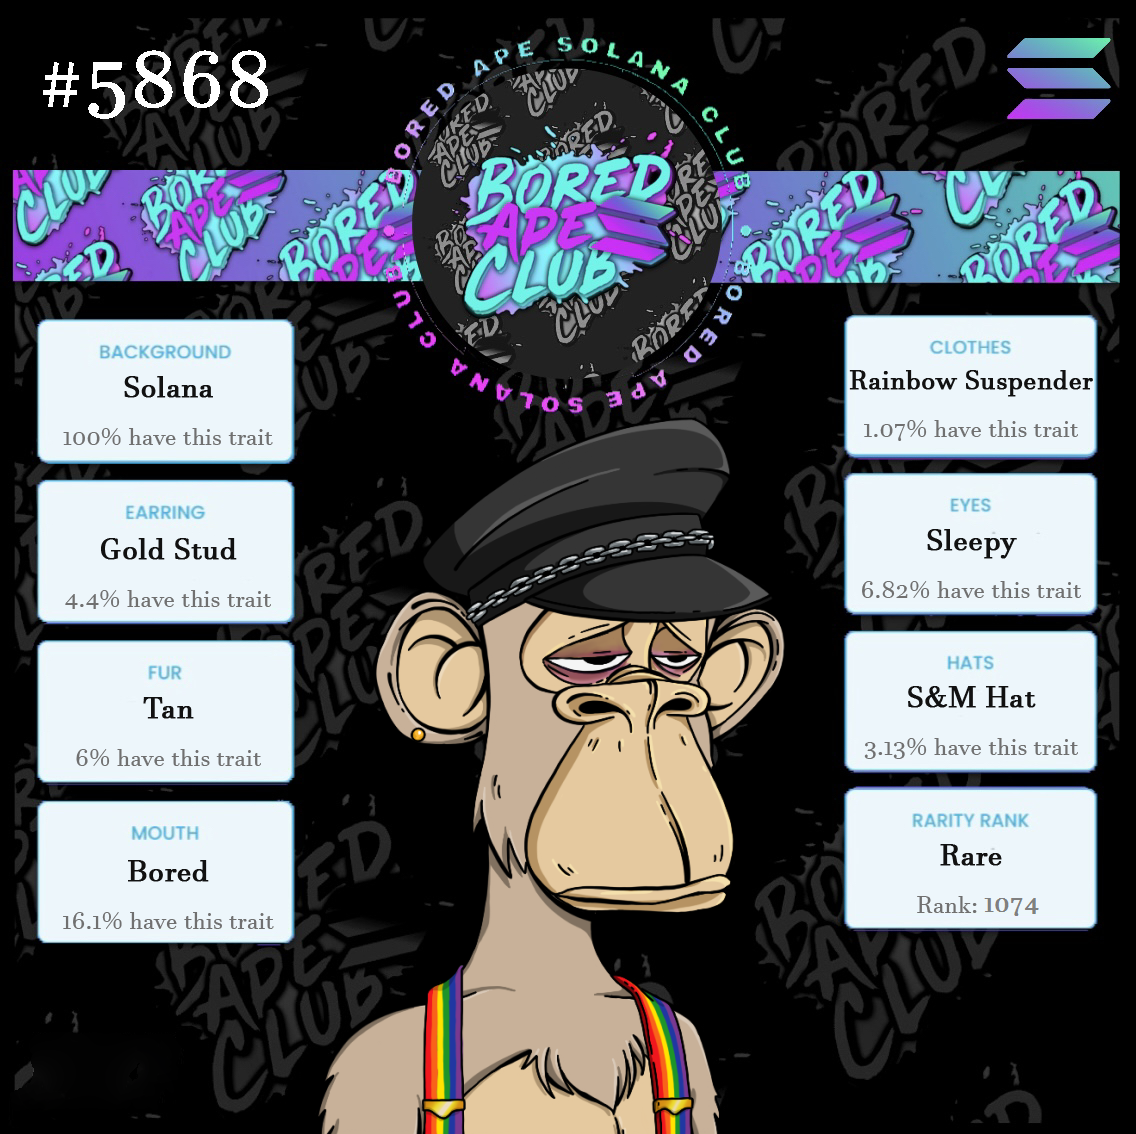 #5868
BORED APE SOLANA CLUB
BORED APE SOLANA CLUB
BORED
APE
CLUB
BACKGROUND
Solana
100% have this trait
EARRING
Gold Stud
4.4% have this trait
FUR
Tan
6% have this trait
MOUTH
Bored
16.1% have this trait
CLOTHES
Rainbow Suspender
1.07% have this trait
EYES
Sleepy
6.82% have this trait
HATS
S&M Hat
3.13% have this trait
RARITY RANK
Rare
Rank: 1074